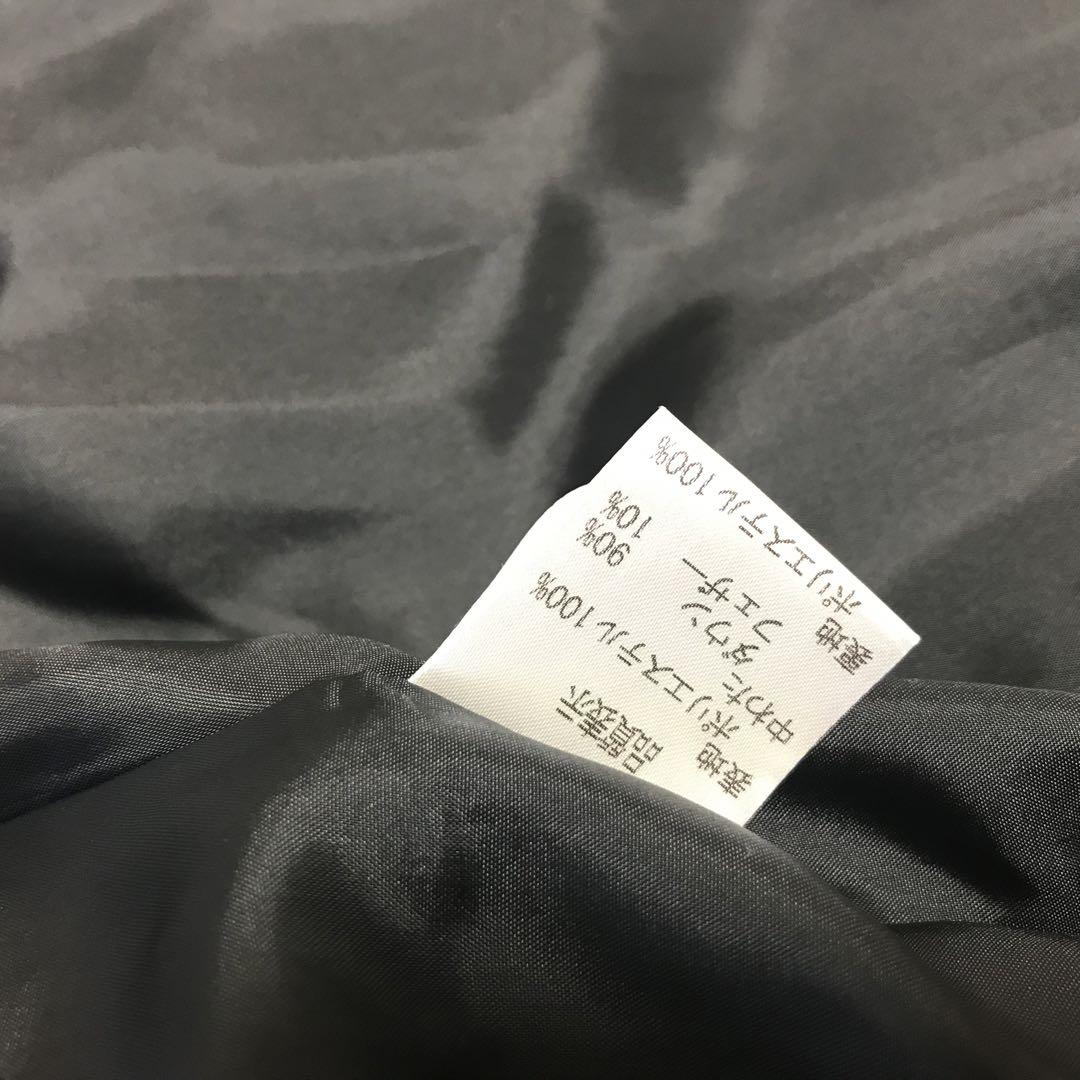 品質表示
表地 ポリエステル100%
中わた ダウン 90%
フェザー 10%
表地 ポリエステル100%